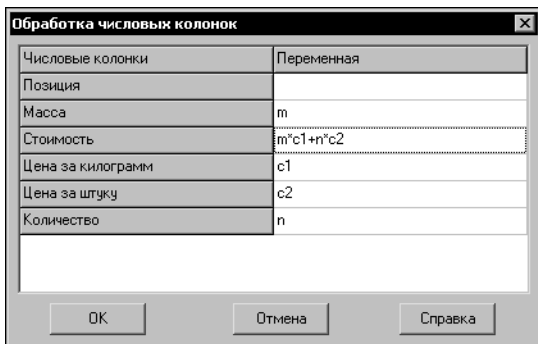 Обработка числовых колонок
Числовые колонки Переменная
Позиция
Масса m
Стоимость m*c1+n*c2
Цена за килограмм c1
Цена за штуку c2
Количество n
OK Отмена Справка